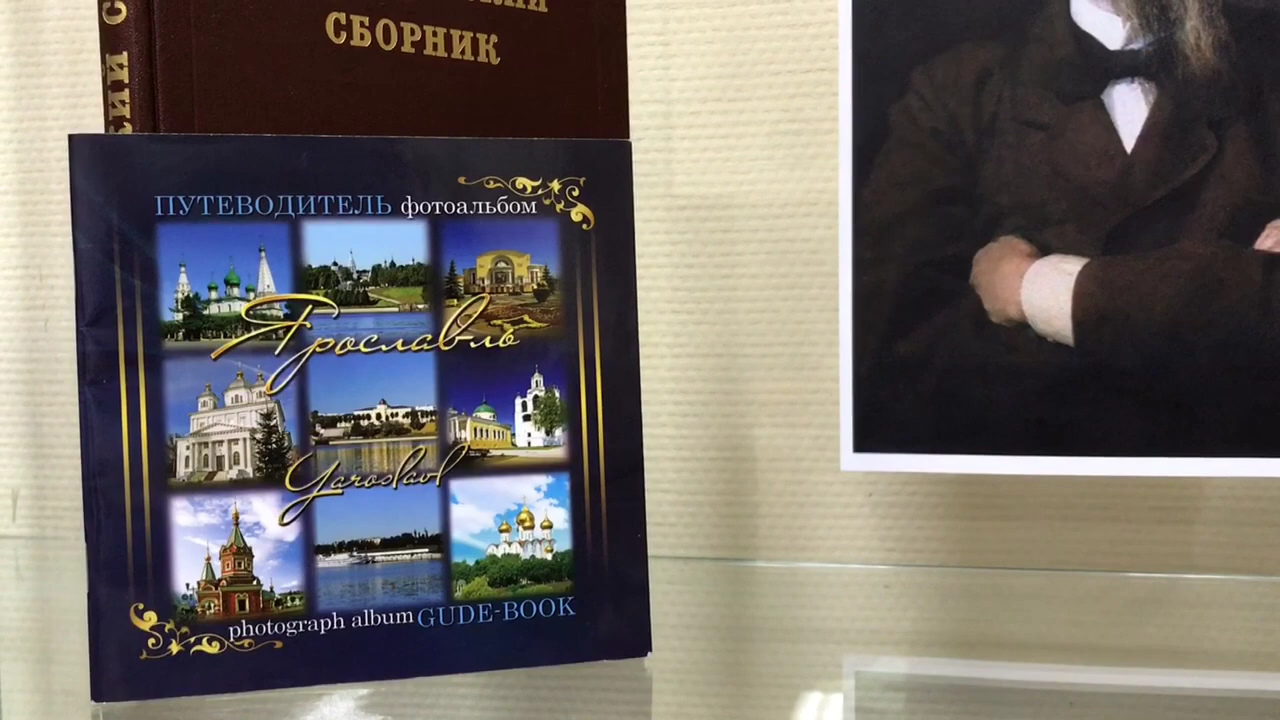 СБОРНИК
ПУТЕВОДИТЕЛЬ фотоальбом
Ярославль
Yaroslavl
photograph album GUDE-BOOK